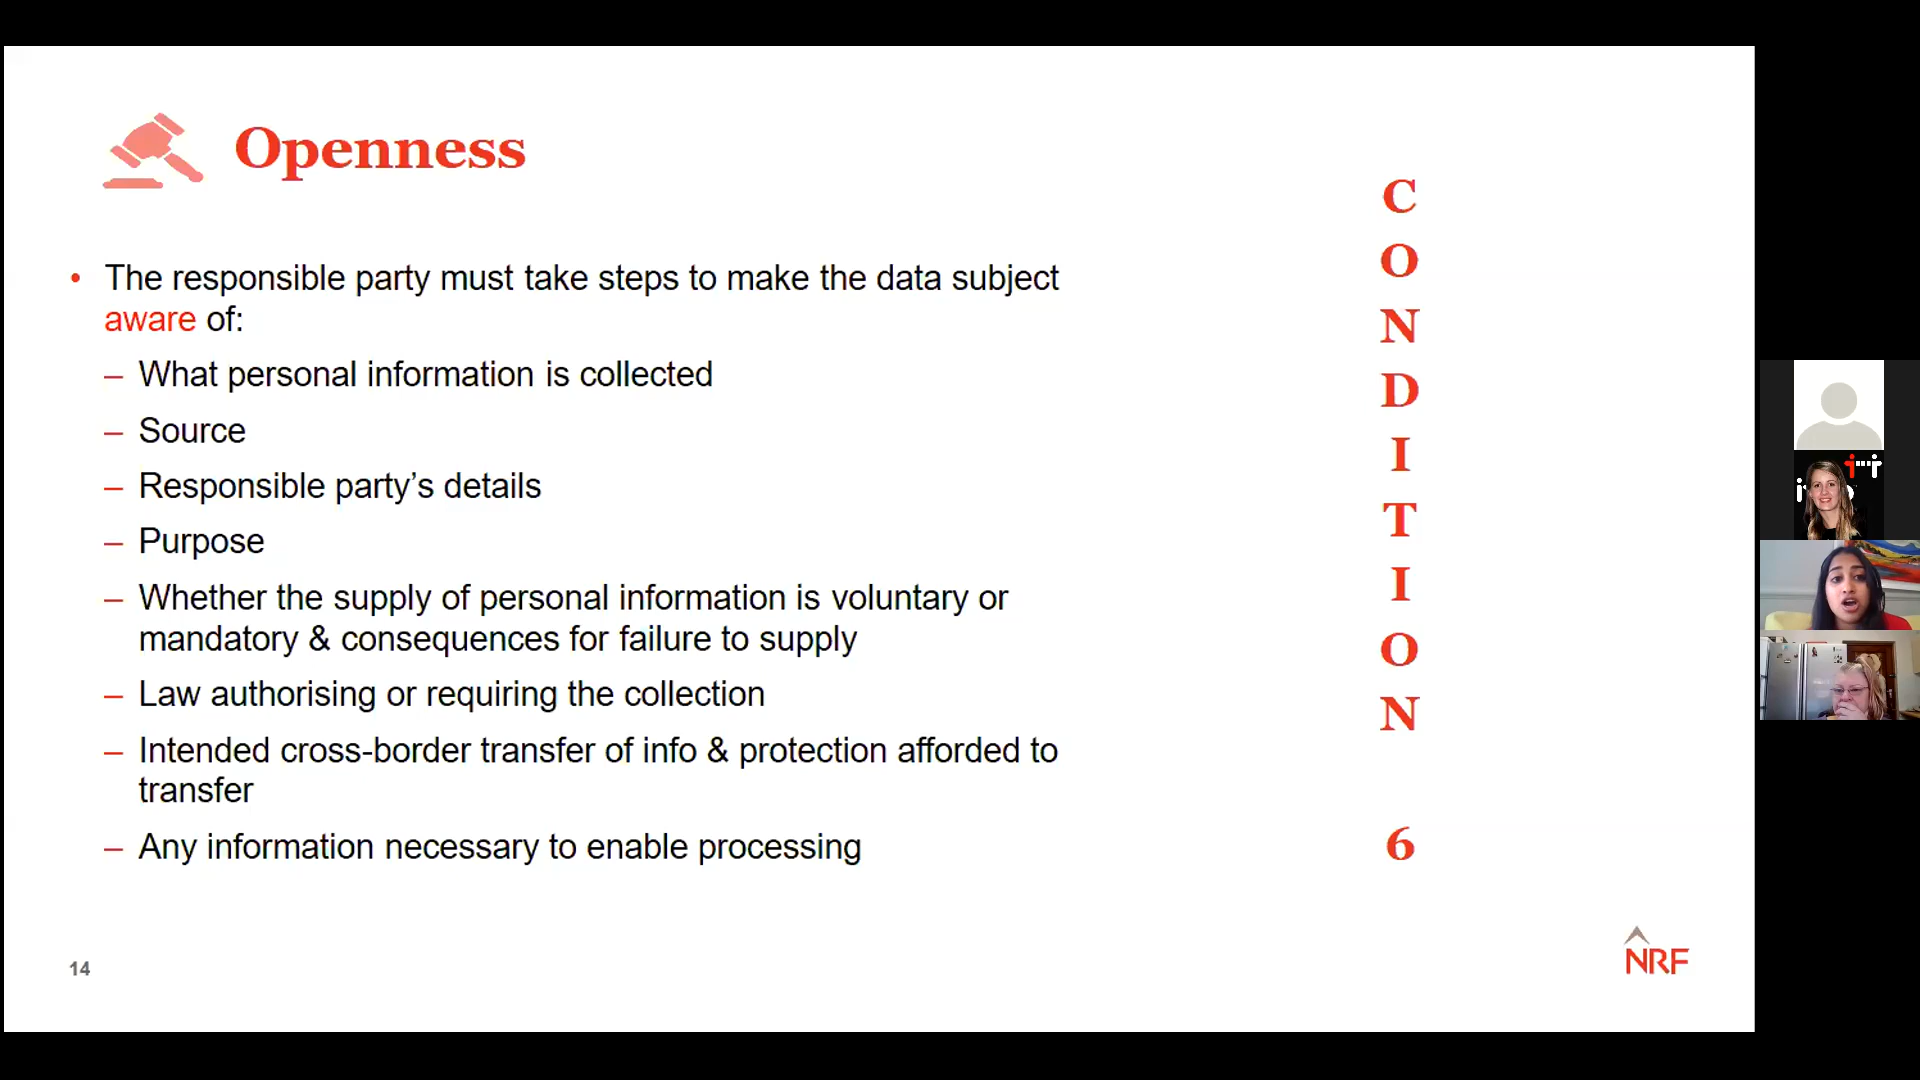 Openness
• The responsible party must take steps to make the data subject
aware of:
– What personal information is collected
– Source
– Responsible party’s details
– Purpose
– Whether the supply of personal information is voluntary or
mandatory & consequences for failure to supply
– Law authorising or requiring the collection
– Intended cross-border transfer of info & protection afforded to
transfer
– Any information necessary to enable processing
C
O
N
D
I
T
I
O
N
6
14
NRF